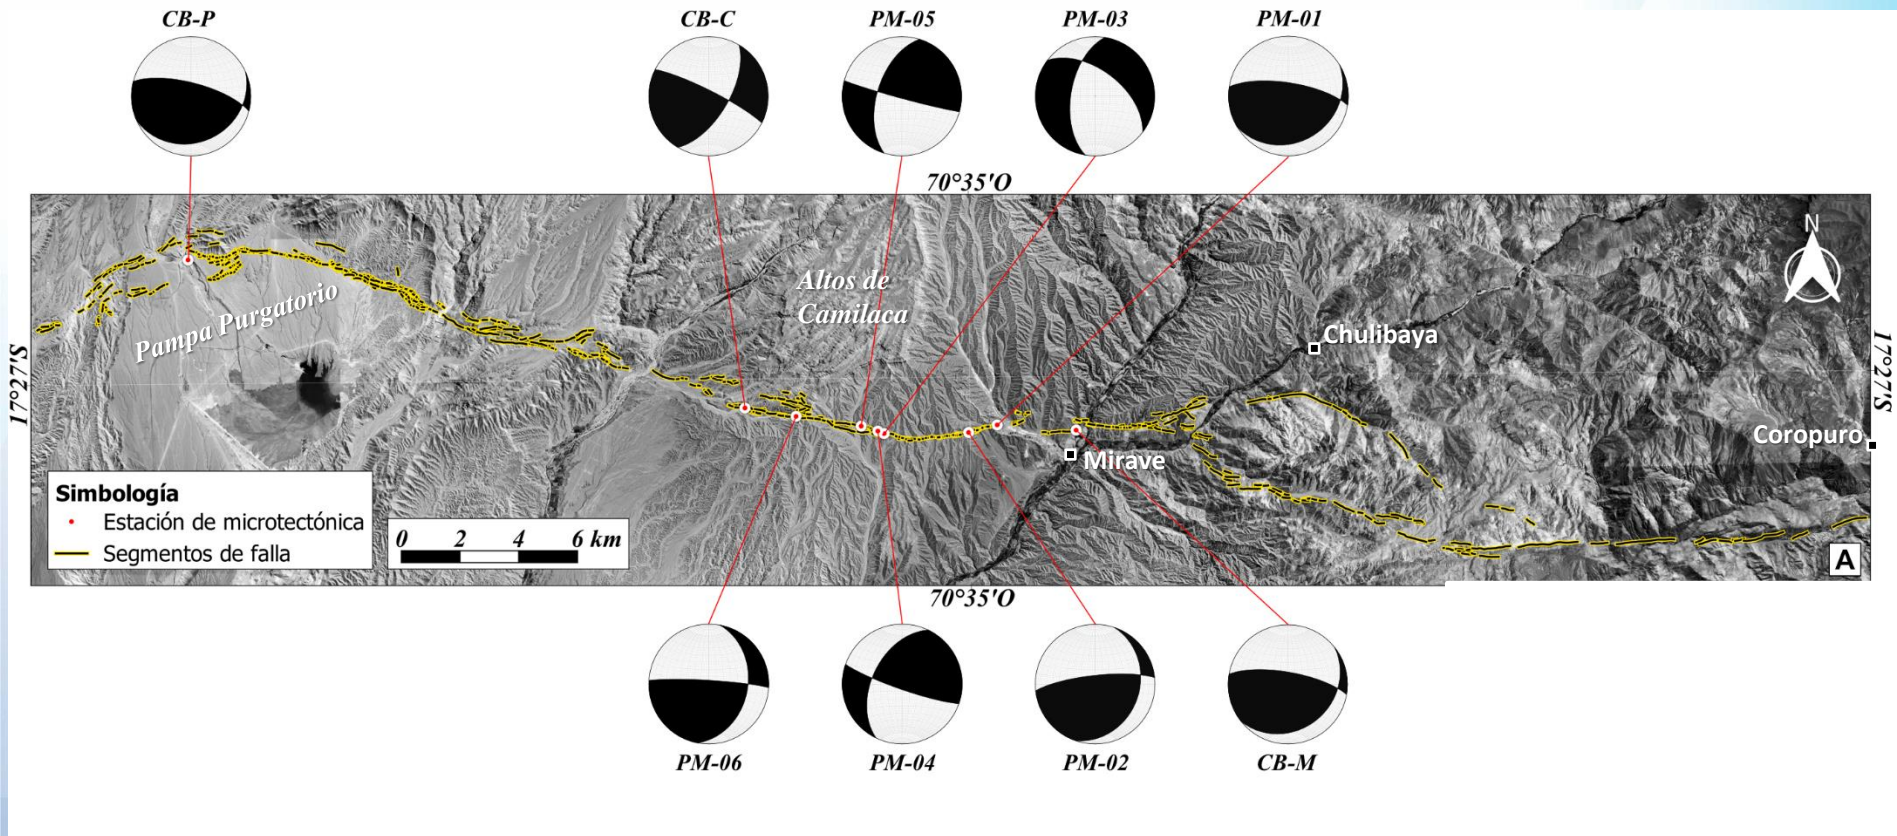 CB-P
CB-C
PM-05
PM-03
PM-01
70°35'O
N
Altos de
Camilaca
Pampa Purgatorio
Chulibaya
17°27'S
17°27'S
Coropuro
Mirave
Simbología
Estación de microtectónica
Segmentos de falla
0 2 4 6 km
A
70°35'O
PM-06
PM-04
PM-02
CB-M